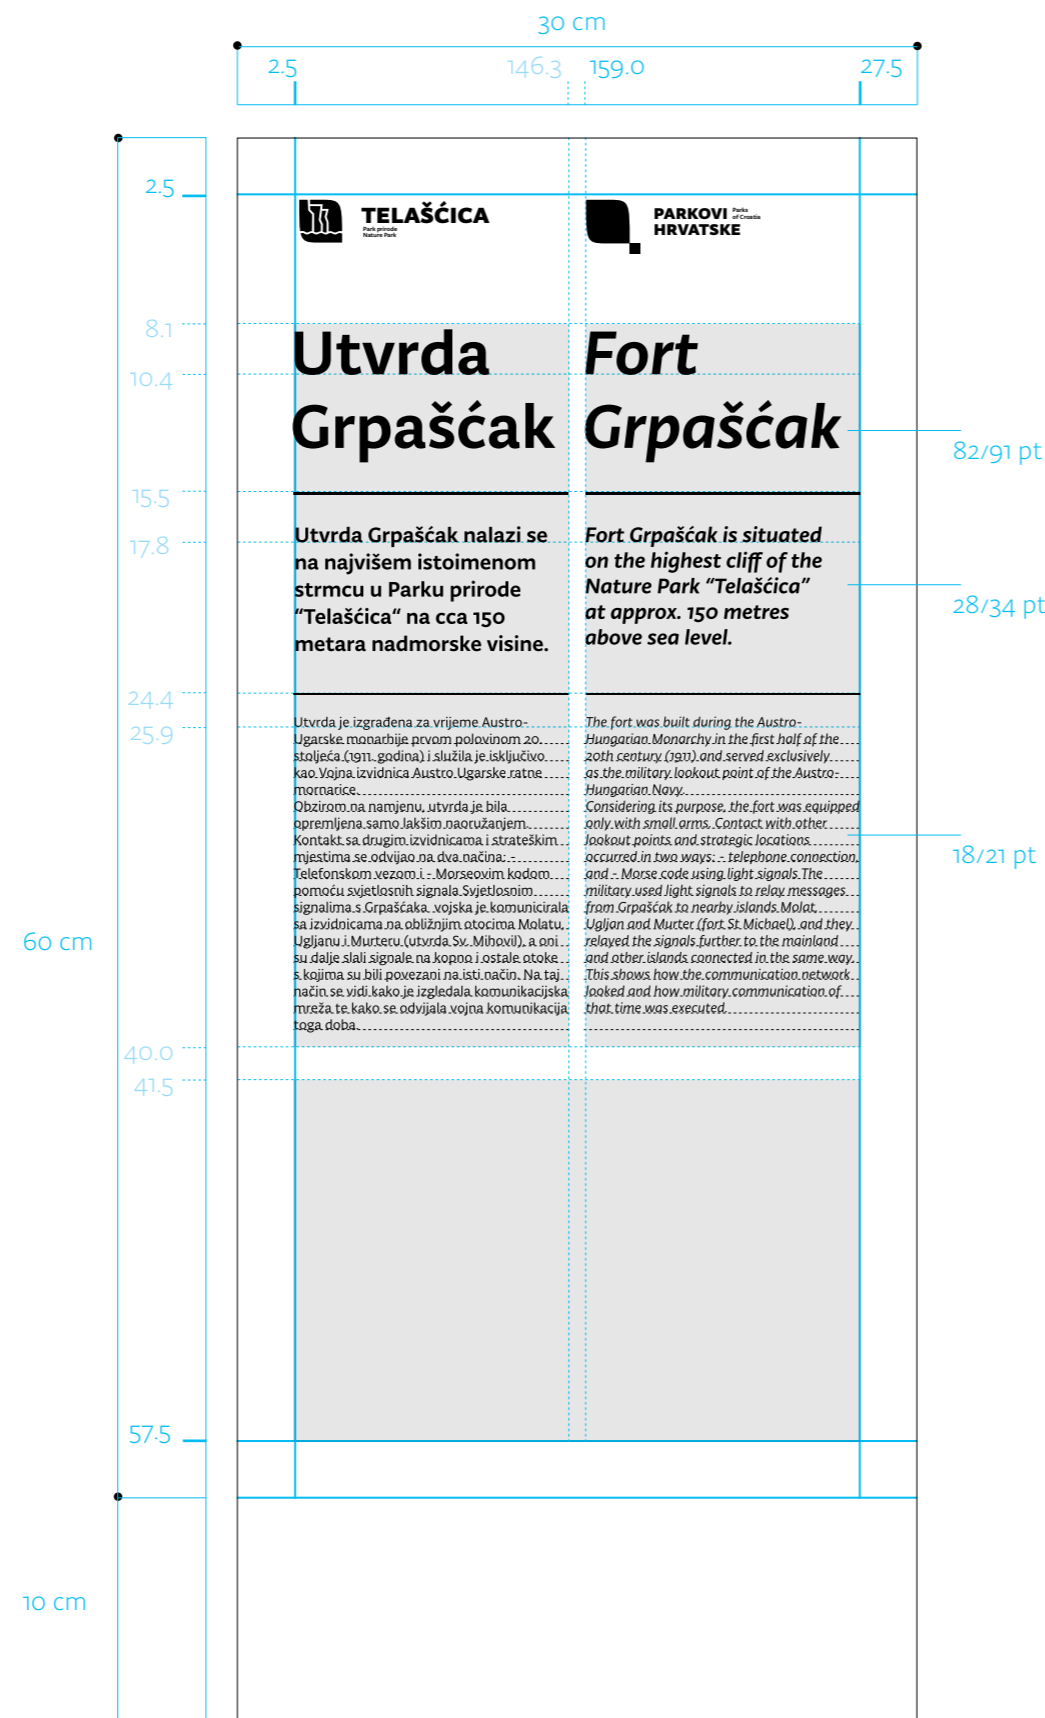 30 cm
2.5
146.3
159.0
27.5
2.5
TELAŠĆICA
Park prirode
Nature Park
PARKOVI
HRVATSKE
Parks
of Croatia
8.1
10.4
15.5
17.8
24.4
25.9
40.0
41.5
57.5
60 cm
10 cm
Utvrda
Grpašćak
Fort
Grpašćak
82/91 pt
Utvrda Grpašćak nalazi se
na najvišem istoimenom
strmcu u Parku prirode
“Telašćica“ na cca 150
metara nadmorske visine.
Fort Grpašćak is situated
on the highest cliff of the
Nature Park “Telašćica”
at approx. 150 metres
above sea level.
28/34 pt
Utvrda je izgrađena za vrijeme Austro-
Ugarske monarhije prvom polovinom 20.
stoljeća (1911. godina) i služila je isključivo
kao Vojna izvidnica Austro Ugarske ratne
mornarice.
Obzirom na namjenu, utvrda je bila
opremljena samo lakšim naoružanjem.
Kontakt sa drugim izvidnicama i strateškim
mjestima se odvijao na dva načina: -
Telefonskom vezom i - Morseovim kodom
pomoću svjetlosnih signala.Svjetlosnim
signalima s Grpašćaka  vojska je komunicirala
sa izvidnicama na obližnjim otocima Molatu,
Ugljanu i Murteru (utvrda Sv. Mihovil), a oni
su dalje slali signale na kopno i ostale otoke
s kojima su bili povezani na isti način. Na taj
način se vidi kako je izgledala komunikacijska
mreža te kako se odvijala vojna komunikacija
toga doba.
The fort was built during the Austro-
Hungarian Monarchy in the first half of the
20th century (1911) and served exclusively
as the military lookout point of the Austro-
Hungarian Navy.
Considering its purpose, the fort was equipped
only with small arms. Contact with other
lookout points and strategic locations
occurred in two ways: - telephone connection,
and - Morse code using light signals.The
military used light signals to relay messages
from Grpašćak to nearby islands Molat,
Ugljan and Murter (fort St Michael), and they
relayed the signals further to the mainland
and other islands connected in the same way.
This shows how the communication network
looked and how military communication of
that time was executed.
18/21 pt